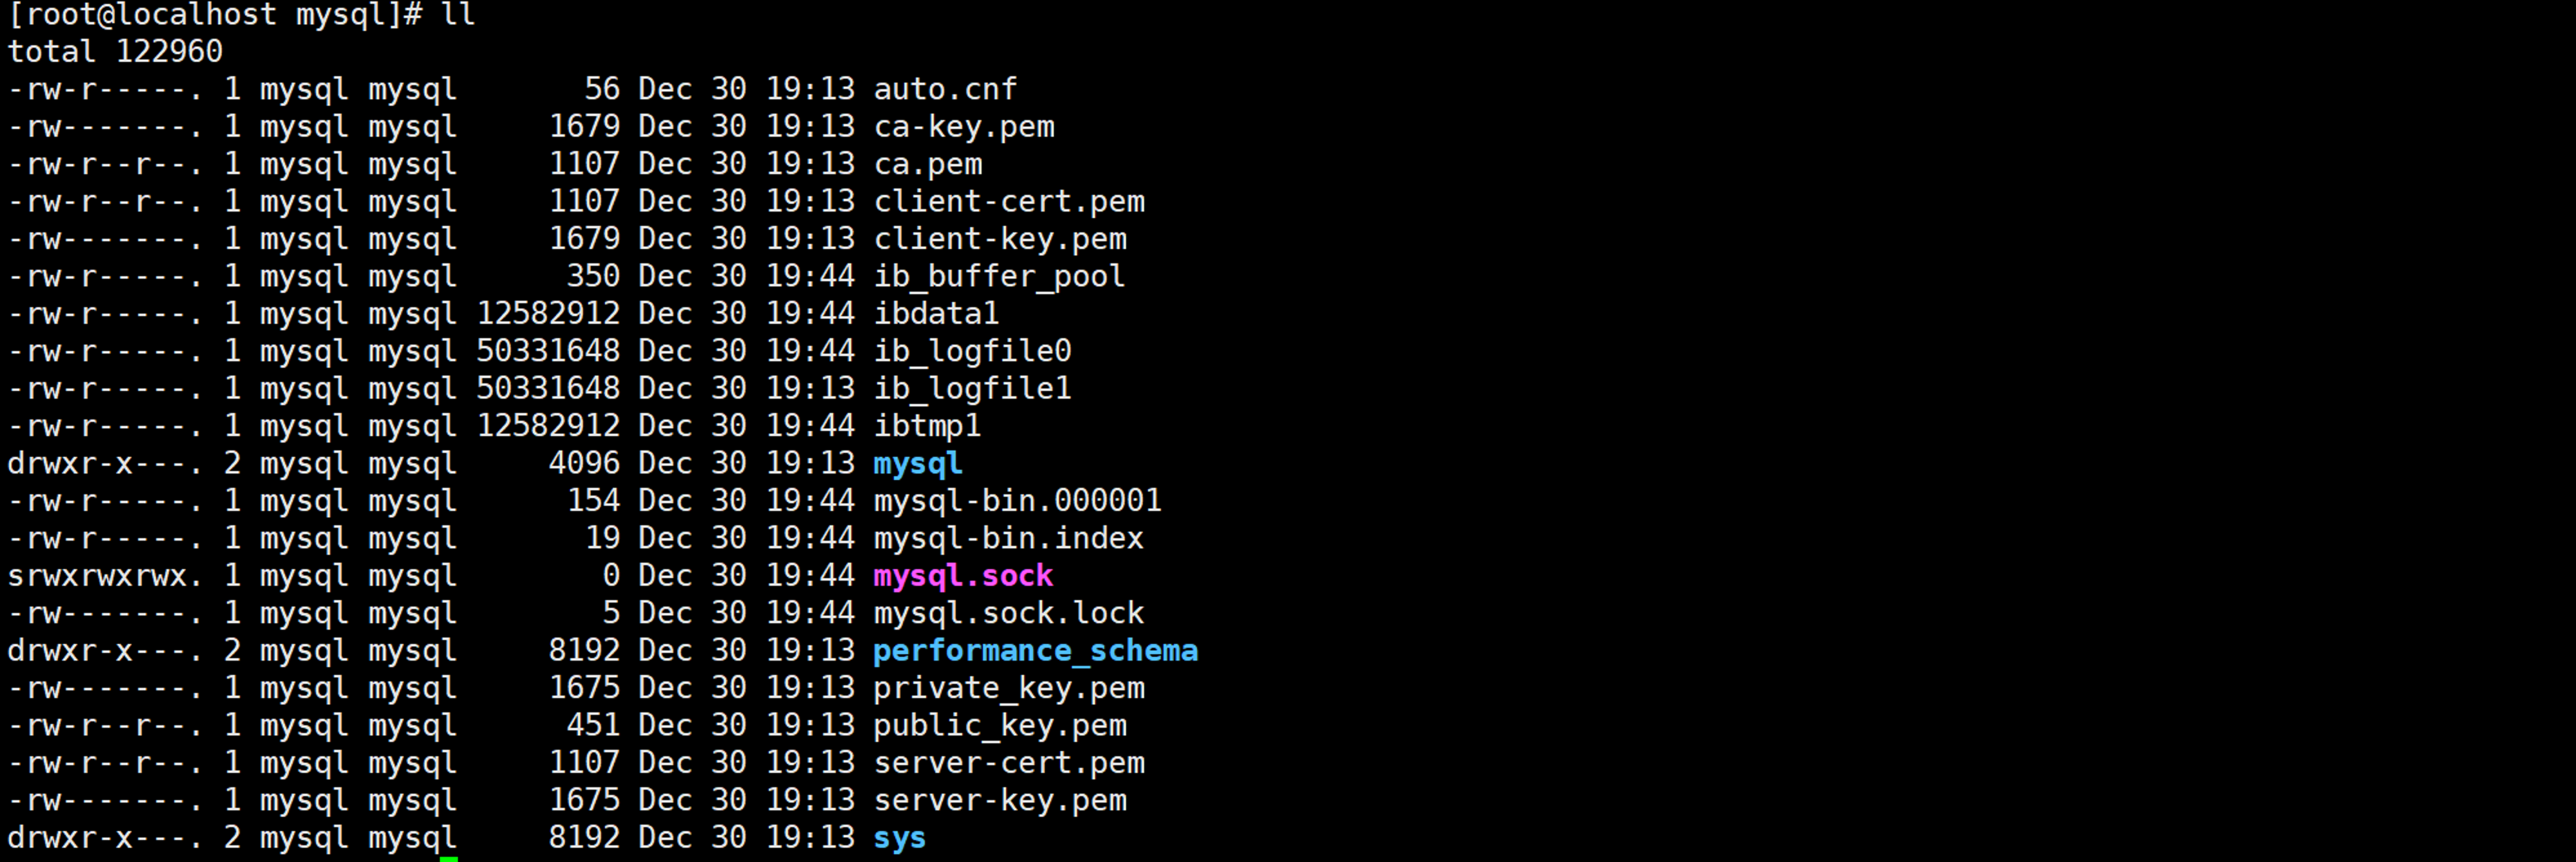 [root@localhost mysql]# ll
total 122960
-rw-r-----. 1 mysql mysql       56 Dec 30 19:13 auto.cnf
-rw-------. 1 mysql mysql     1679 Dec 30 19:13 ca-key.pem
-rw-r--r--. 1 mysql mysql     1107 Dec 30 19:13 ca.pem
-rw-r--r--. 1 mysql mysql     1107 Dec 30 19:13 client-cert.pem
-rw-------. 1 mysql mysql     1679 Dec 30 19:13 client-key.pem
-rw-r-----. 1 mysql mysql      350 Dec 30 19:44 ib_buffer_pool
-rw-r-----. 1 mysql mysql 12582912 Dec 30 19:44 ibdata1
-rw-r-----. 1 mysql mysql 50331648 Dec 30 19:44 ib_logfile0
-rw-r-----. 1 mysql mysql 50331648 Dec 30 19:13 ib_logfile1
-rw-r-----. 1 mysql mysql 12582912 Dec 30 19:44 ibtmp1
drwxr-x---. 2 mysql mysql     4096 Dec 30 19:13 mysql
-rw-r-----. 1 mysql mysql      154 Dec 30 19:44 mysql-bin.000001
-rw-r-----. 1 mysql mysql       19 Dec 30 19:44 mysql-bin.index
srwxrwxrwx. 1 mysql mysql        0 Dec 30 19:44 mysql.sock
-rw-------. 1 mysql mysql        5 Dec 30 19:44 mysql.sock.lock
drwxr-x---. 2 mysql mysql     8192 Dec 30 19:13 performance_schema
-rw-------. 1 mysql mysql     1675 Dec 30 19:13 private_key.pem
-rw-r--r--. 1 mysql mysql      451 Dec 30 19:13 public_key.pem
-rw-r--r--. 1 mysql mysql     1107 Dec 30 19:13 server-cert.pem
-rw-------. 1 mysql mysql     1675 Dec 30 19:13 server-key.pem
drwxr-x---. 2 mysql mysql     8192 Dec 30 19:13 sys